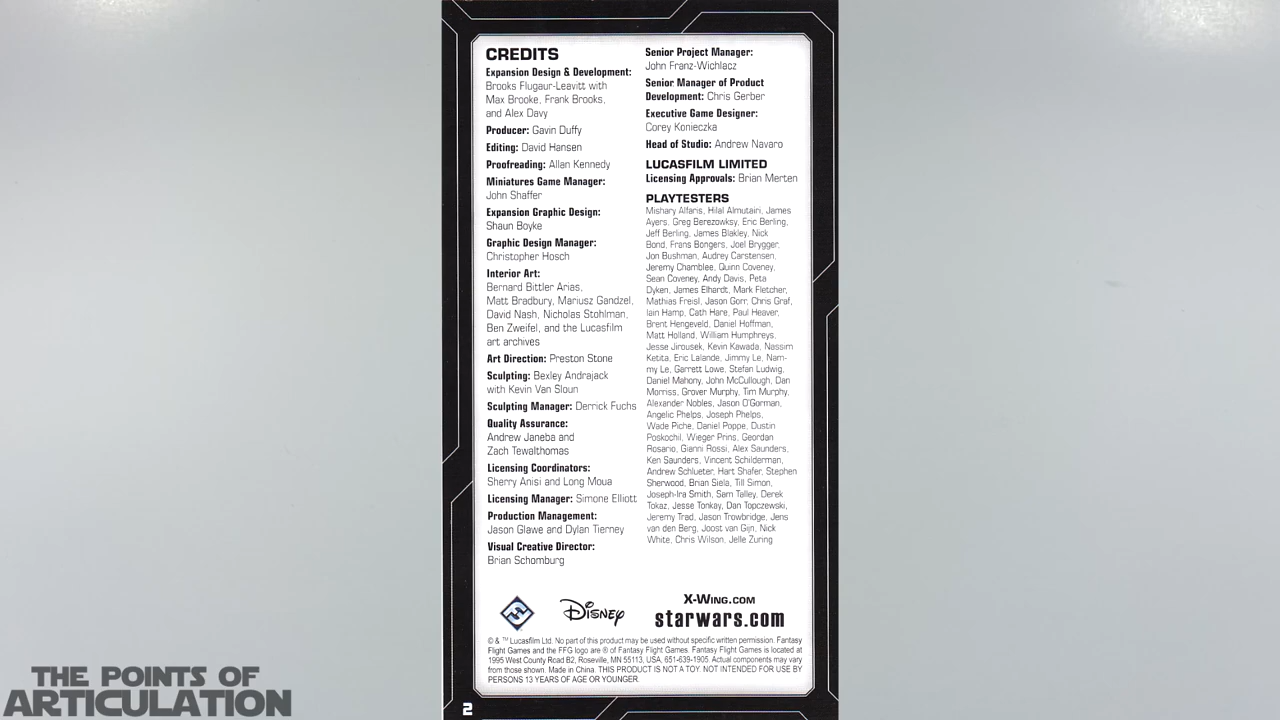 CREDITS
Expansion Design & Development:
Brooks Flugaur-Leavitt with
Max Brooke, Frank Brooks,
and Alex Davy
Producer: Gavin Duffy
Editing: David Hansen
Proofreading: Allan Kennedy
Miniatures Game Manager:
John Shaffer
Expansion Graphic Design:
Shaun Boyke
Graphic Design Manager:
Christopher Hosch
Interior Art:
Bernard Bittler Arias,
Matt Bradbury, Mariusz Gandzel,
David Nash, Nicholas Stohlman,
Ben Zweifel, and the Lucasfilm
art archives
Art Direction: Preston Stone
Sculpting: Bexley Andrajack
with Kevin Van Sloun
Sculpting Manager: Derrick Fuchs
Quality Assurance:
Andrew Janeba and
Zach Tewalthomas
Licensing Coordinators:
Sherry Anisi and Long Moua
Licensing Manager: Simone Elliott
Production Management:
Jason Glawe and Dylan Tierney
Visual Creative Director:
Brian Schomburg
Senior Project Manager:
John Franz-Wichlacz
Senior Manager of Product
Development: Chris Gerber
Executive Game Designer:
Corey Konieczka
Head of Studio: Andrew Navaro
LUCASFILM LIMITED
Licensing Approvals: Brian Merten
PLAYTESTERS
Mishary Alfaris, Hilal Almutairi, James
Ayers, Greg Berezowksy, Eric Berling,
Jeff Berling, James Blakley, Nick
Bond, Frans Bongers, Joel Brygger,
Jon Bushman, Audrey Carstensen,
Jeremy Chamblee, Quinn Coveney,
Sean Coveney, Andy Davis, Peta
Dyken, James Elhardt, Mark Fletcher,
Mathias Freisl, Jason Gorr, Chris Graf,
Iain Hamp, Cath Hare, Paul Heaver,
Brent Hengeveld, Daniel Hoffman,
Matt Holland, William Humphreys,
Jesse Jirousek, Kevin Kawada, Nassim
Ketita, Eric Lalande, Jimmy Le, Nam-
my Le, Garrett Lowe, Stefan Ludwig,
Daniel Mahony, John McCullough, Dan
Morriss, Grover Murphy, Tim Murphy,
Alexander Nobles, Jason O'Gorman,
Angelic Phelps, Joseph Phelps,
Wade Piche, Daniel Poppe, Dustin
Poskochil, Wieger Prins, Geordan
Rosario, Gianni Rossi, Alex Saunders,
Ken Saunders, Vincent Schilderman,
Andrew Schlueter, Hart Shafer, Stephen
Sherwood, Brian Siela, Till Simon,
Joseph-Ira Smith, Sam Talley, Derek
Tokaz, Jesse Tonkay, Dan Topczewski,
Jeremy Trad, Jason Trowbridge, Jens
van den Berg, Joost van Gijn, Nick
White, Chris Wilson, Jelle Zuring
Disney
X-Wing.com
starwars.com
© & ™ Lucasfilm Ltd. No part of this product may be used without specific written permission. Fantasy
Flight Games and the FFG logo are ® of Fantasy Flight Games. Fantasy Flight Games is located at
1995 West County Road B2, Roseville, MN 55113, USA, 651-639-1905. Actual components may vary
from those shown. Made in China. THIS PRODUCT IS NOT A TOY. NOT INTENDED FOR USE BY
PERSONS 13 YEARS OF AGE OR YOUNGER.
2
THE POINTS OF
ARTICULATION